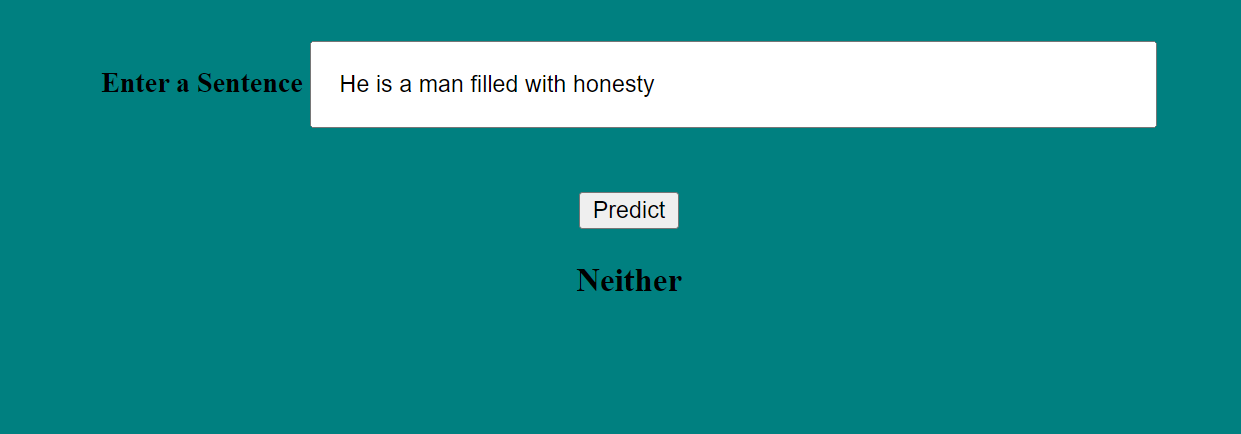 Enter a Sentence He is a man filled with honesty
Predict
Neither